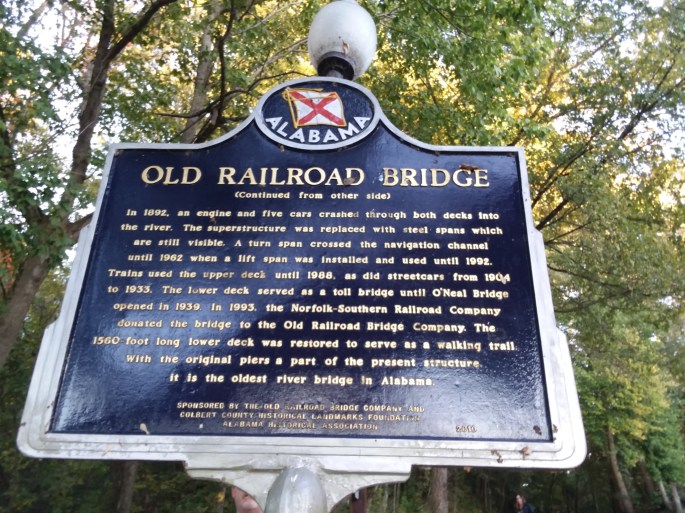 ALABAMA
OLD RAILROAD BRIDGE
(Continued from other side)
In 1892, an engine and five cars crashed through both decks into
the river. The superstructure was replaced with steel spans which
are still visible. A turn span crossed the navigation channel
until 1962 when a lift span was installed and used until 1992.
Trains used the upper deck until 1988, as did streetcars from 1904
to 1933. The lower deck served as a toll bridge until O'Neal Bridge
opened in 1939. In 1993, the Norfolk-Southern Railroad Company
donated the bridge to the Old Railroad Bridge Company. The
1560 foot long lower deck was restored to serve as a walking trail.
With the original piers a part of the present structure,
it is the oldest river bridge in Alabama.
SPONSORED BY THE OLD RAILROAD BRIDGE COMPANY AND
COLBERT COUNTY HISTORICAL LANDMARKS FOUNDATION
ALABAMA HISTORICAL ASSOCIATION